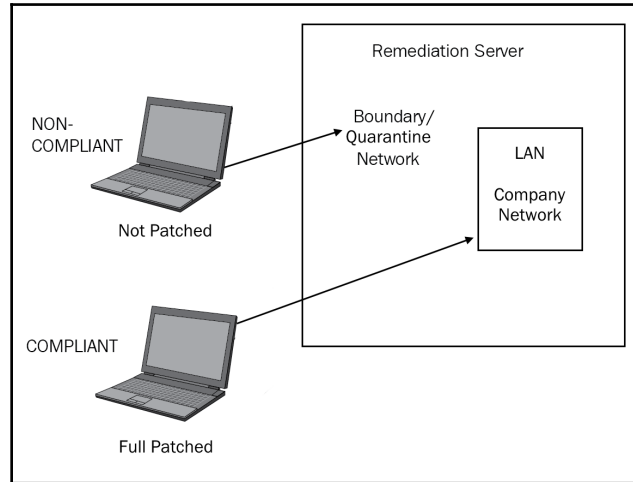 Remediation Server
NON-
COMPLIANT
Not Patched
Boundary/
Quarantine
Network
LAN
Company
Network
COMPLIANT
Full Patched